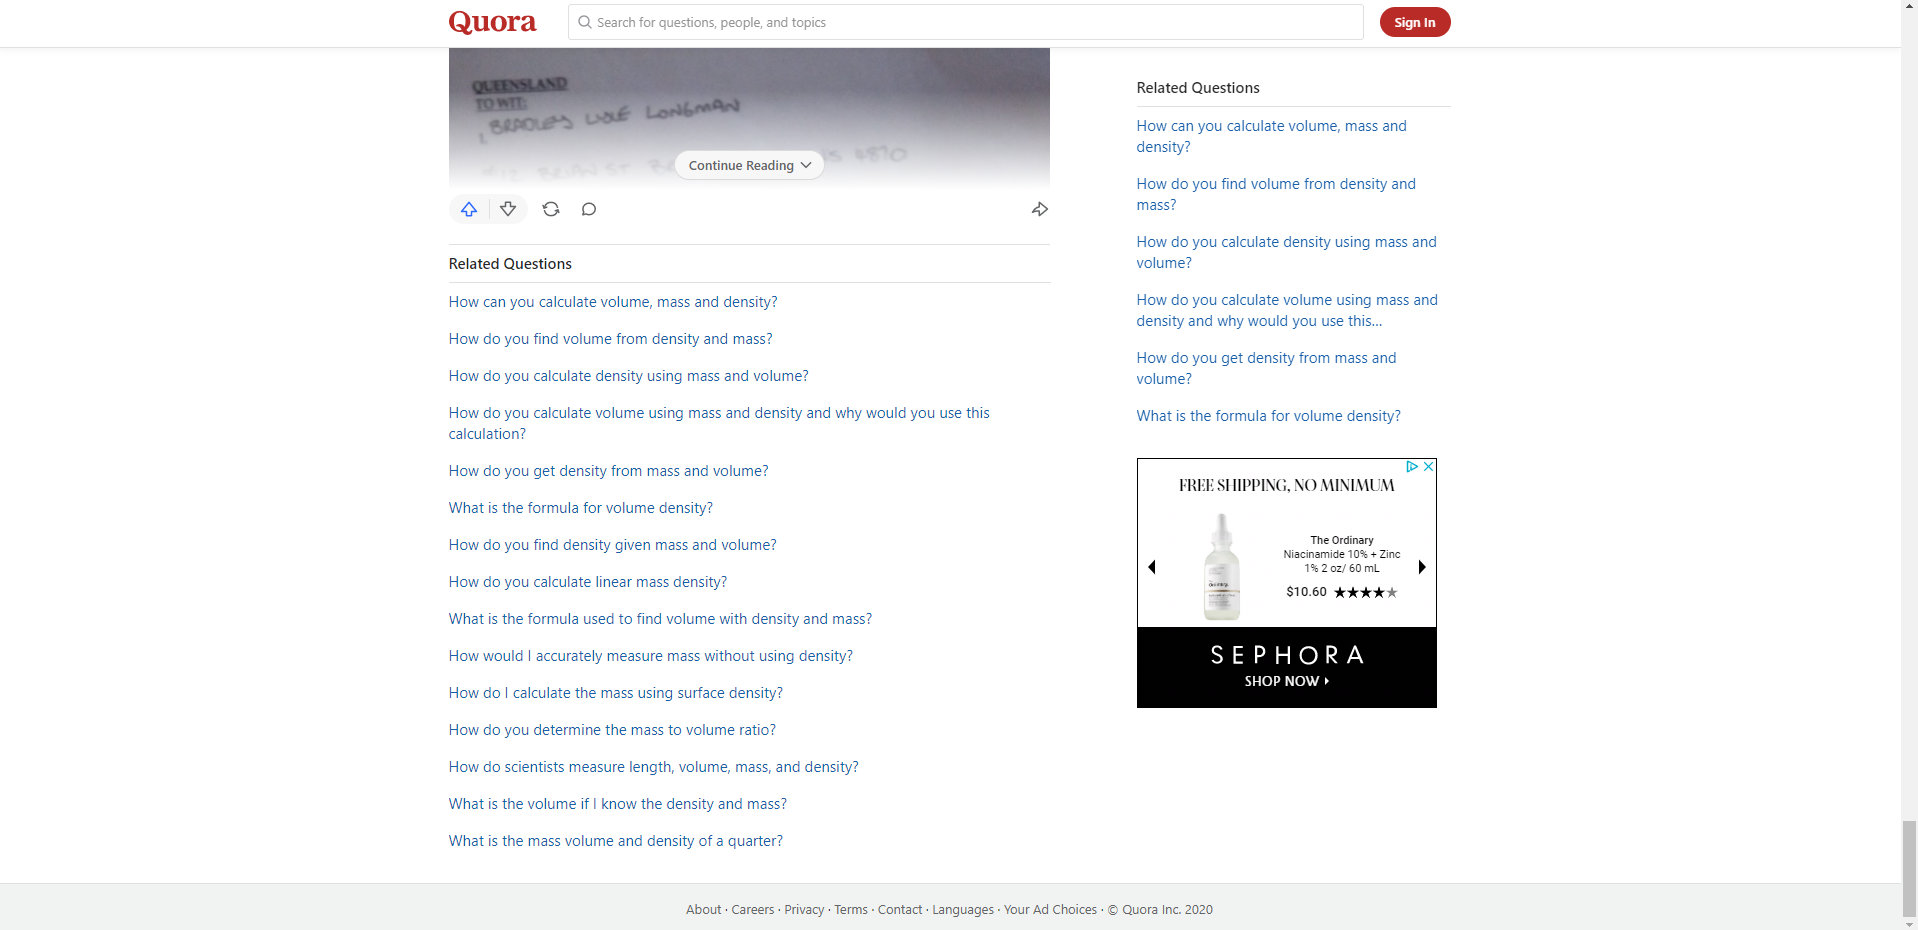 Quora
Search for questions, people, and topics
Sign In
QUEENSLAND
TO WIT:
I, BRADLEY LYLE LONGMAN
#12 BRIAN ST
4870
Continue Reading
Related Questions
How can you calculate volume, mass and density?
How do you find volume from density and mass?
How do you calculate density using mass and volume?
How do you calculate volume using mass and density and why would you use this
calculation?
How do you get density from mass and volume?
What is the formula for volume density?
How do you find density given mass and volume?
How do you calculate linear mass density?
What is the formula used to find volume with density and mass?
How would I accurately measure mass without using density?
How do I calculate the mass using surface density?
How do you determine the mass to volume ratio?
How do scientists measure length, volume, mass, and density?
What is the volume if I know the density and mass?
What is the mass volume and density of a quarter?
Related Questions
How can you calculate volume, mass and
density?
How do you find volume from density and
mass?
How do you calculate density using mass and
volume?
How do you calculate volume using mass and
density and why would you use this...
How do you get density from mass and
volume?
What is the formula for volume density?
FREE SHIPPING, NO MINIMUM
The Ordinary
Niacinamide 10% + Zinc
1% 2 oz/ 60 mL
$10.60
SEPHORA
SHOP NOW
About · Careers · Privacy · Terms · Contact · Languages · Your Ad Choices · © Quora Inc. 2020